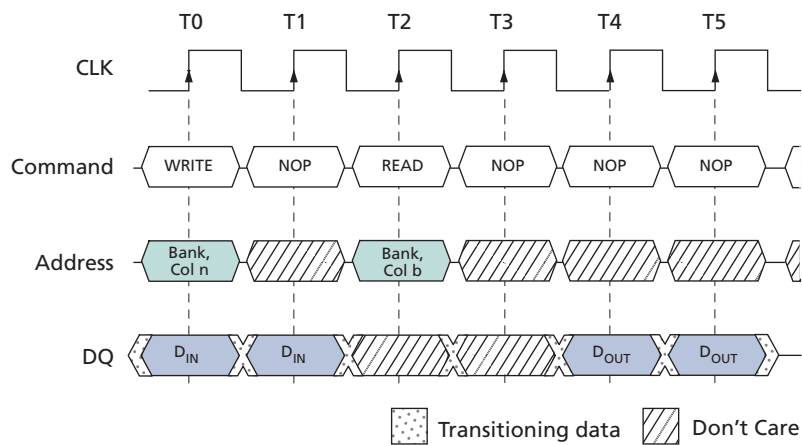 T0 T1 T2 T3 T4 T5
CLK
Command WRITE NOP READ NOP NOP NOP
Address Bank, Col n Bank, Col b
DQ DIN DIN DOUT DOUT
Transitioning data Don't Care